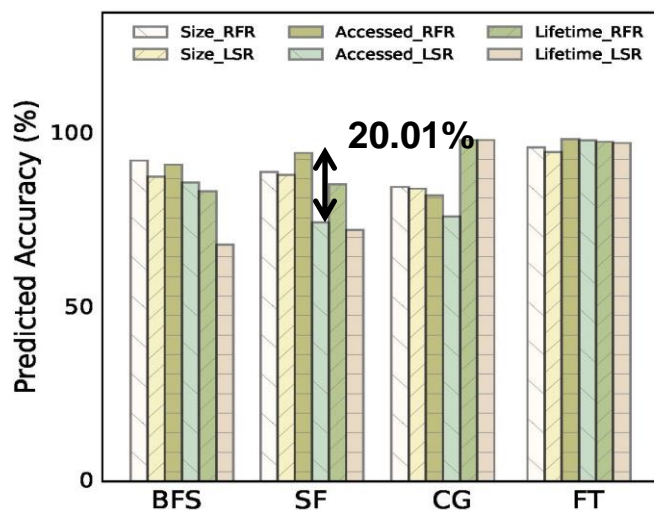 Size_RFR Accessed_RFR Lifetime_RFR
Size_LSR Accessed_LSR Lifetime_LSR
100
20.01%
Predicted Accuracy (%)
50
0
BFS SF CG FT